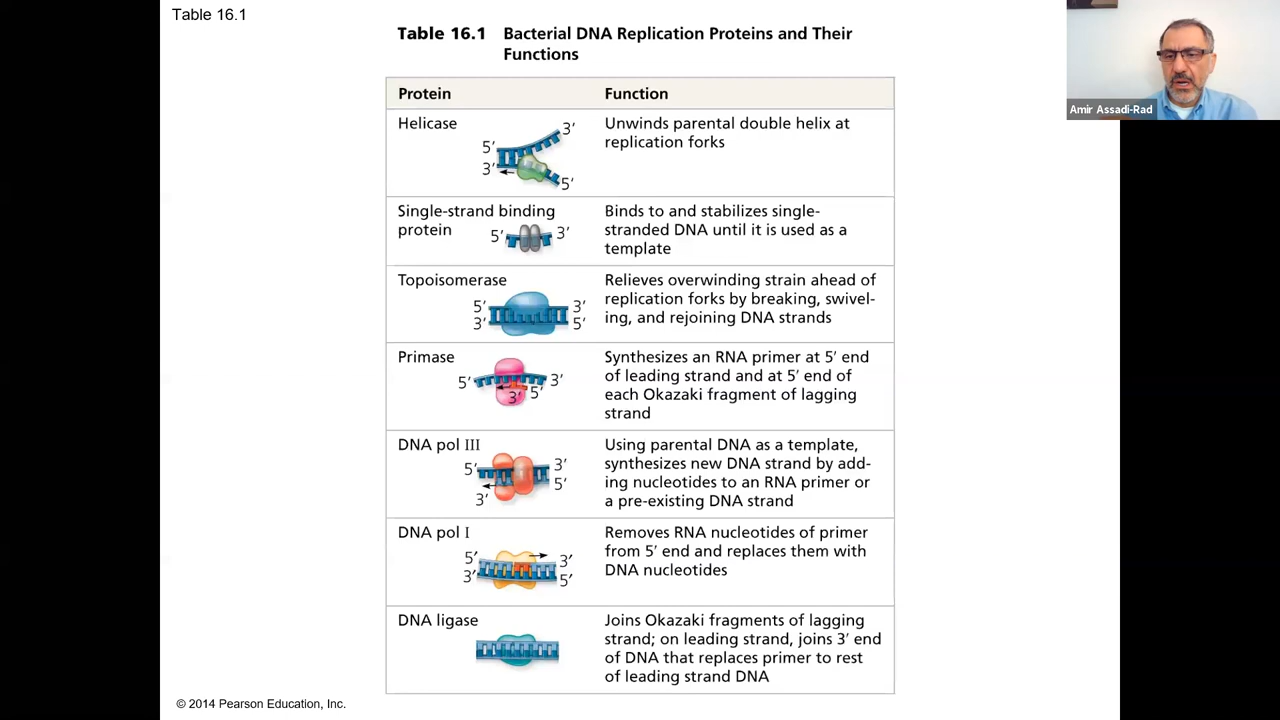 Table 16.1
Table 16.1 Bacterial DNA Replication Proteins and Their
Functions
Amir Assadi-Rad
Protein Function
Helicase
5′ 3′
3′ 5′
Unwinds parental double helix at
replication forks
Single-strand binding
protein
5′ 3′
Binds to and stabilizes single-
stranded DNA until it is used as a
template
Topoisomerase
5′ 3′
3′ 5′
Relieves overwinding strain ahead of
replication forks by breaking, swivel-
ing, and rejoining DNA strands
Primase
5′ 3′
3′ 5′
Synthesizes an RNA primer at 5′ end
of leading strand and at 5′ end of
each Okazaki fragment of lagging
strand
DNA pol III
5′ 3′
5′
3′
Using parental DNA as a template,
synthesizes new DNA strand by add-
ing nucleotides to an RNA primer or
a pre-existing DNA strand
DNA pol I
5′ 3′
3′ 5′
Removes RNA nucleotides of primer
from 5′ end and replaces them with
DNA nucleotides
DNA ligase
Joins Okazaki fragments of lagging
strand; on leading strand, joins 3′ end
of DNA that replaces primer to rest
of leading strand DNA
© 2014 Pearson Education, Inc.